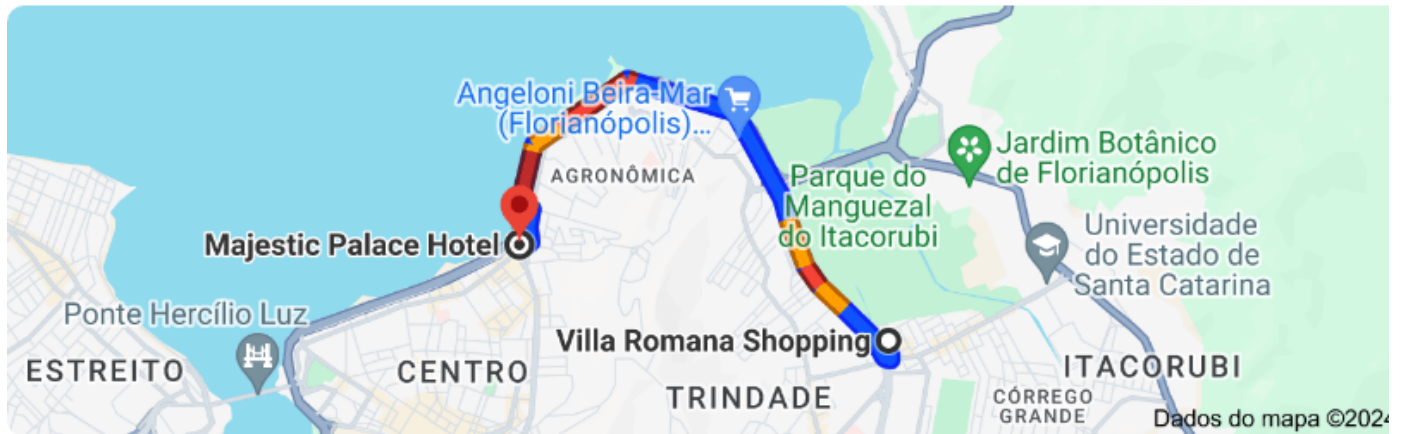 Angeloni Beira-Mar
(Florianópolis)...
AGRONÔMICA
Jardim Botânico
de Florianópolis
Parque do
Manguezal
do Itacorubi
Majestic Palace Hotel
Universidade
do Estado de
Santa Catarina
Ponte Hercílio Luz
Villa Romana Shopping
ESTREITO
CENTRO
TRINDADE
ITACORUBI
CÓRREGO
GRANDE
Dados do mapa ©2024